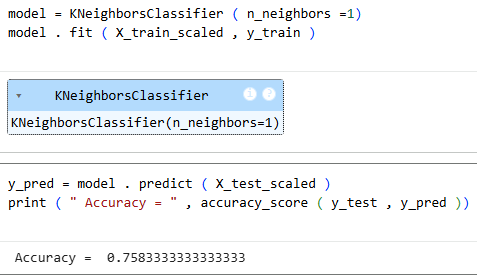 model = KNeighborsClassifier ( n_neighbors =1)
model . fit ( X_train_scaled , y_train )
▾ KNeighborsClassifier i ?
KNeighborsClassifier(n_neighbors=1)
y_pred = model . predict ( X_test_scaled )
print ( " Accuracy = " , accuracy_score ( y_test , y_pred ))
Accuracy =  0.7583333333333333